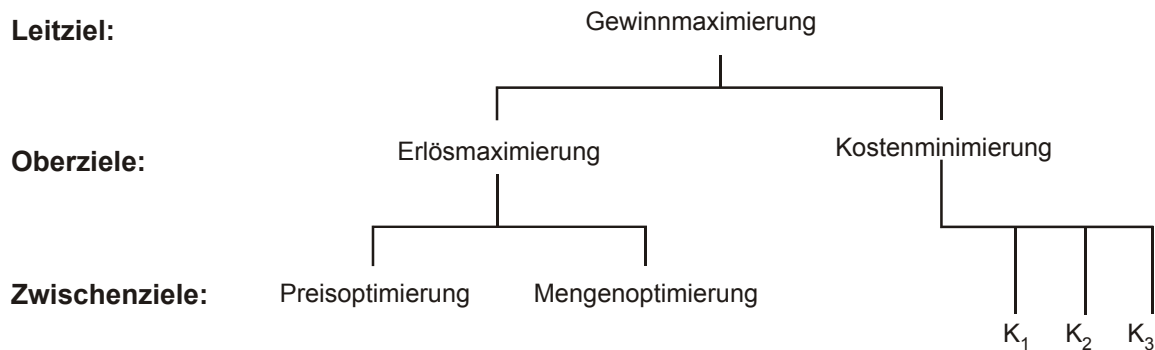 Leitziel: Gewinnmaximierung
Oberziele: Erlösmaximierung Kostenminimierung
Zwischenziele: Preisoptimierung Mengenoptimierung
K₁ K₂ K₃